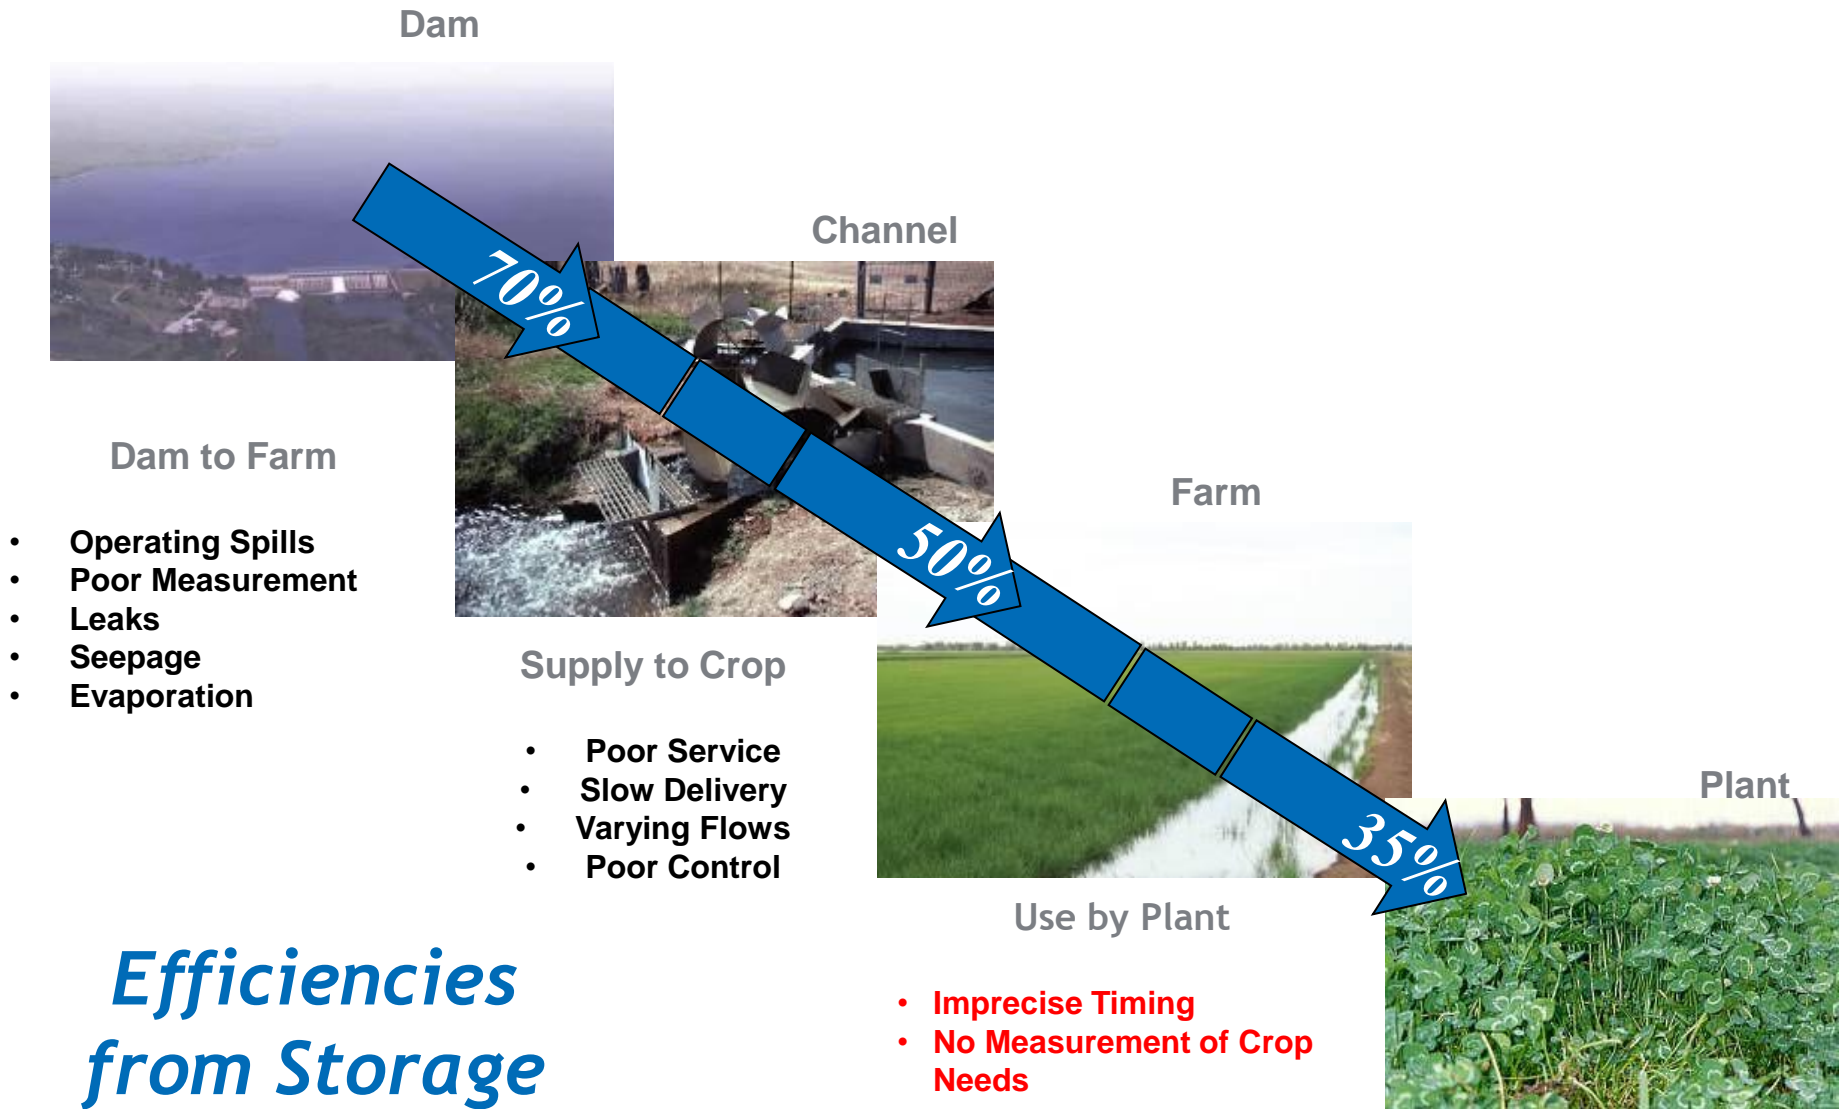 Dam
70%
Channel
Dam to Farm
• Operating Spills
• Poor Measurement
• Leaks
• Seepage
• Evaporation
50%
Farm
Supply to Crop
• Poor Service
• Slow Delivery
• Varying Flows
• Poor Control
35%
Plant
Use by Plant
• Imprecise Timing
• No Measurement of Crop
Needs
Efficiencies
from Storage